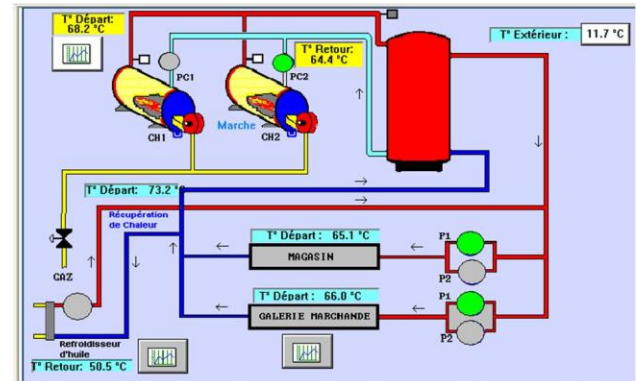 T° Départ:
68.2 °C
T° Extérieur :
11.7 °C
T° Retour:
64.4 °C
PC1
PC2
CH1
Marche
CH2
T° Départ: 73.2 °C
Récupération
de Chaleur
T° Départ : 65.1 °C
MAGASIN
P1
P2
GAZ
T° Départ : 66.0 °C
GALERIE MARCHANDE
P1
P2
Refroidisseur
d'huile
T° Retour: 50.5 °C